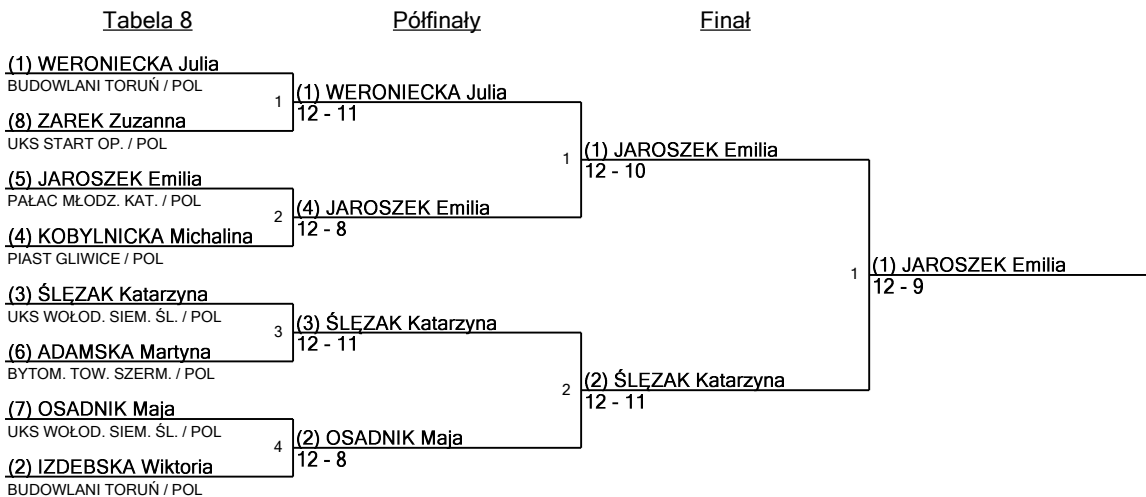 Tabela 8 Półfinały Finał
(1) WERONIECKA Julia
BUDOWLANI TORUŃ / POL
1 (1) WERONIECKA Julia
12 - 11
(8) ZAREK Zuzanna
UKS START OP. / POL
1 (1) JAROSZEK Emilia
12 - 10
(5) JAROSZEK Emilia
PAŁAC MŁODZ. KAT. / POL
2 (4) JAROSZEK Emilia
12 - 8
(4) KOBYLNICKA Michalina
PIAST GLIWICE / POL
1 (1) JAROSZEK Emilia
12 - 9
(3) ŚLĘZAK Katarzyna
UKS WOŁOD. SIEM. ŚL. / POL
3 (3) ŚLĘZAK Katarzyna
12 - 11
(6) ADAMSKA Martyna
BYTOM. TOW. SZERM. / POL
2 (2) ŚLĘZAK Katarzyna
12 - 11
(7) OSADNIK Maja
UKS WOŁOD. SIEM. ŚL. / POL
4 (2) OSADNIK Maja
12 - 8
(2) IZDEBSKA Wiktoria
BUDOWLANI TORUŃ / POL